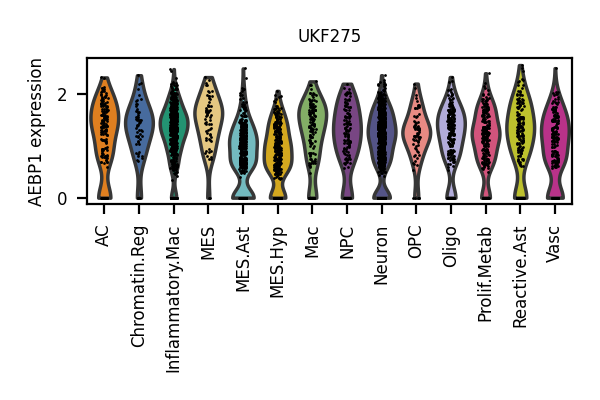 UKF275
AEBP1 expression
2
0
AC
Chromatin.Reg
Inflammatory.Mac
MES
MES.Ast
MES.Hyp
Mac
NPC
Neuron
OPC
Oligo
Prolif.Metab
Reactive.Ast
Vasc